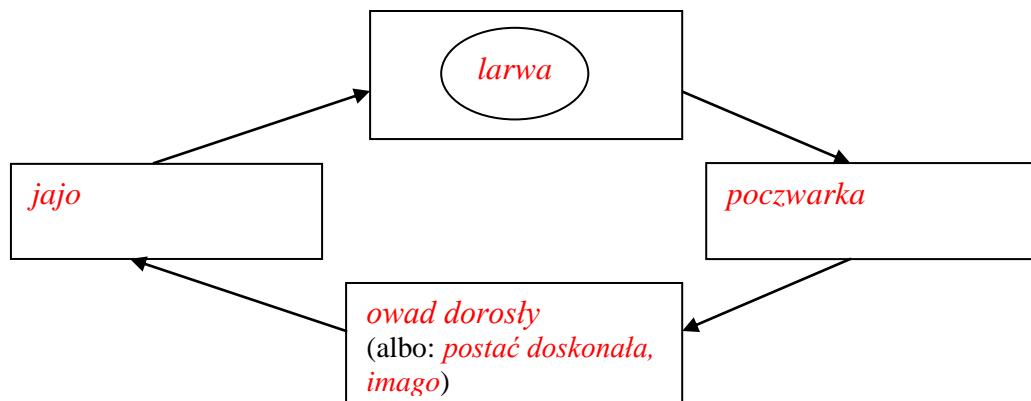 larwa
jajo
poczwarka
owad dorosły
(albo: postać doskonała,
imago)